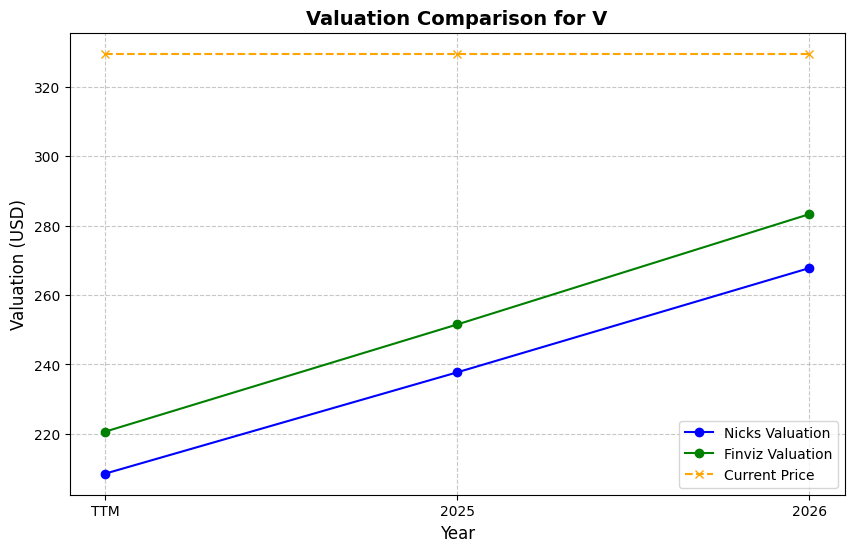 Valuation Comparison for V
Valuation (USD)
320
300
280
260
240
220
TTM
2025
2026
Year
Nicks Valuation
Finviz Valuation
Current Price